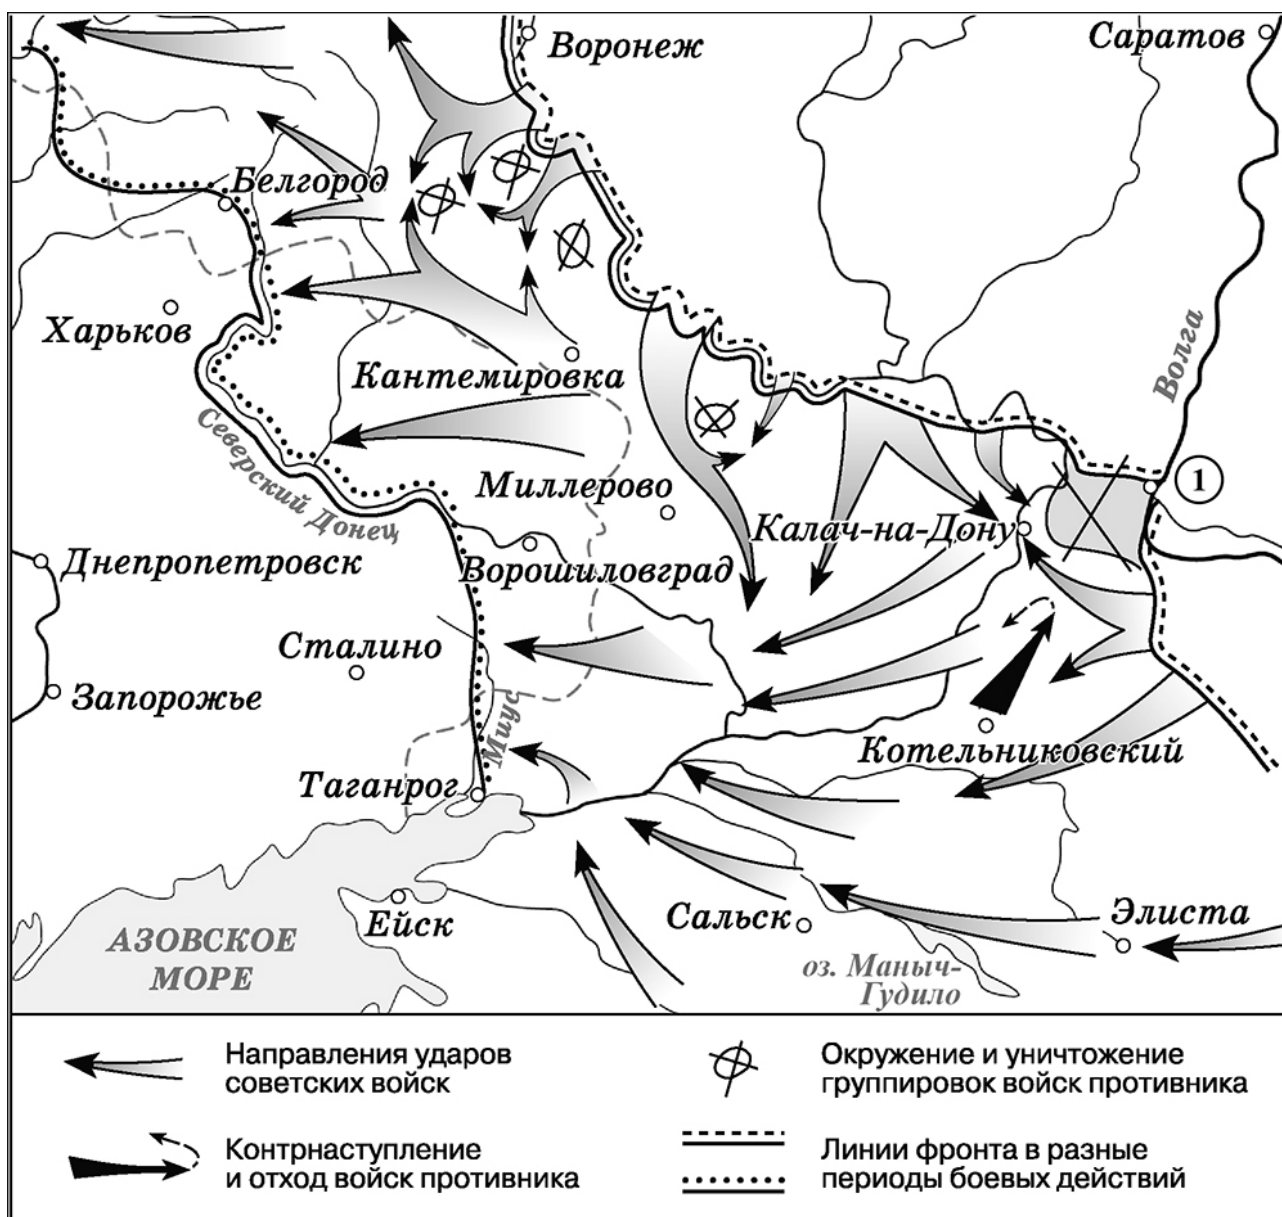 Воронеж
Саратов
Белгород
Волга
Харьков
Кантемировка
Северский Донец
Миллерово
1
Калач-на-Дону
Днепропетровск
Ворошиловград
Сталино
Запорожье
Миус
Котельниковский
Таганрог
Ейск
Сальск
Элиста
АЗОВСКОЕ
МОРЕ
оз. Маныч-
Гудило
Направления ударов
советских войск
Окружение и уничтожение
группировок войск противника
Контрнаступление
и отход войск противника
Линии фронта в разные
периоды боевых действий